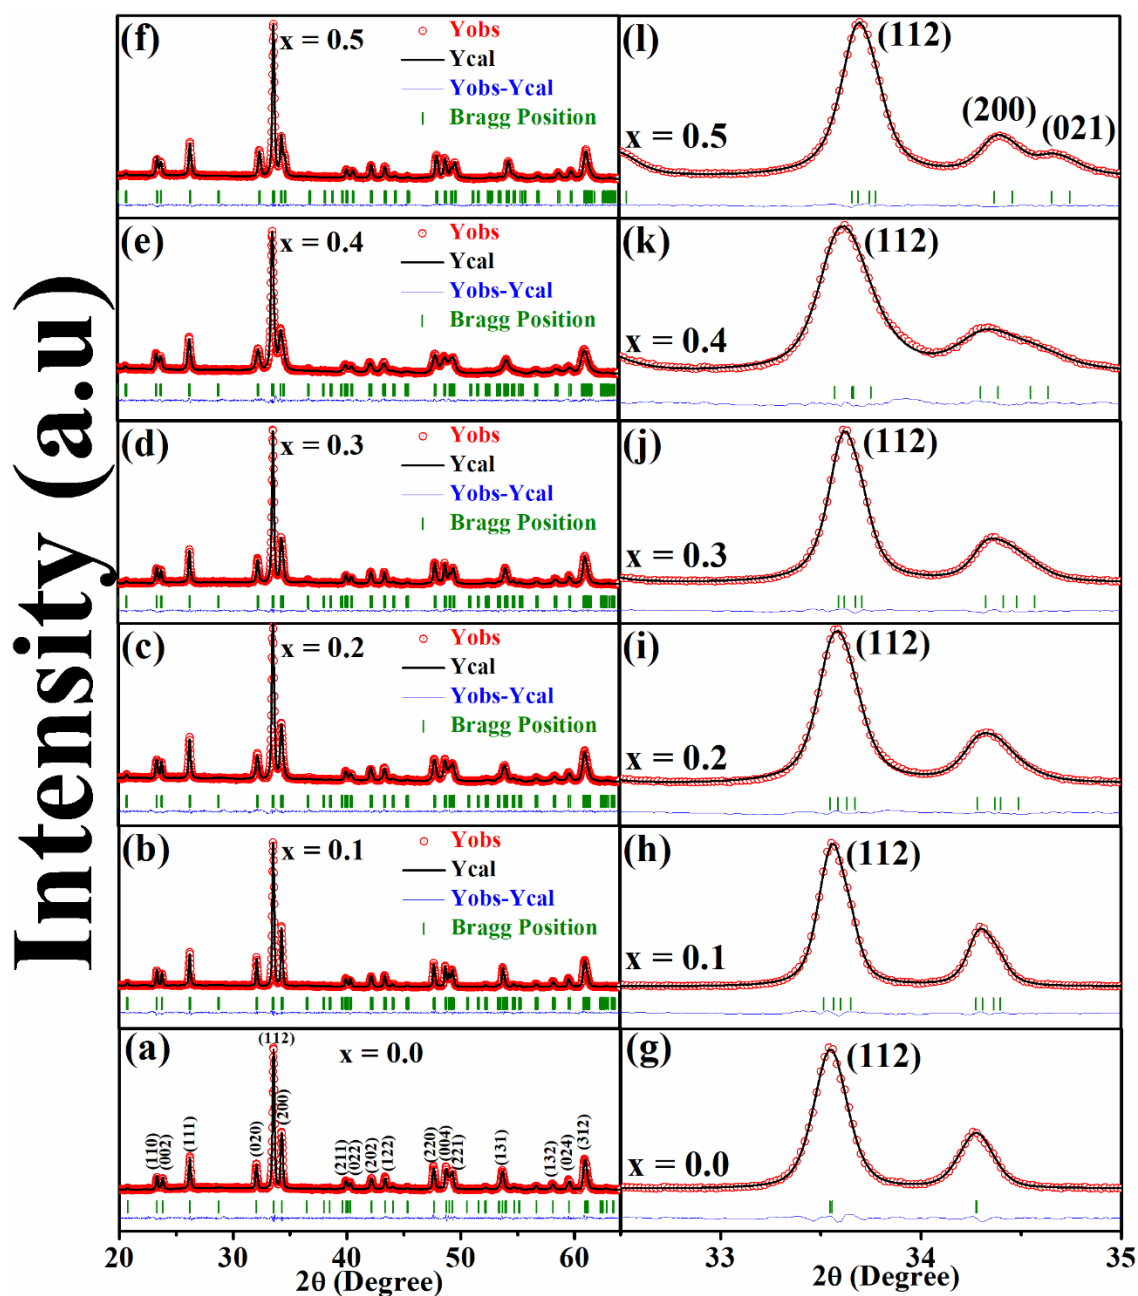 Intensity (a.u)
(f)
x = 0.5
Yobs
Ycal
Yobs-Ycal
Bragg Position
(l)
(112)
(200)
(021)
x = 0.5
(e)
x = 0.4
Yobs
Ycal
Yobs-Ycal
Bragg Position
(k)
(112)
x = 0.4
(d)
x = 0.3
Yobs
Ycal
Yobs-Ycal
Bragg Position
(j)
(112)
x = 0.3
(c)
x = 0.2
Yobs
Ycal
Yobs-Ycal
Bragg Position
(i)
(112)
x = 0.2
(b)
x = 0.1
Yobs
Ycal
Yobs-Ycal
Bragg Position
(h)
(112)
x = 0.1
(a)
x = 0.0
(110)
(002)
(111)
(020)
(112)
(200)
(211)
(022)
(202)
(122)
(220)
(004)
(221)
(131)
(132)
(024)
(312)
(g)
(112)
x = 0.0
20 30 40 50 60
2θ (Degree)
33 34 35
2θ (Degree)